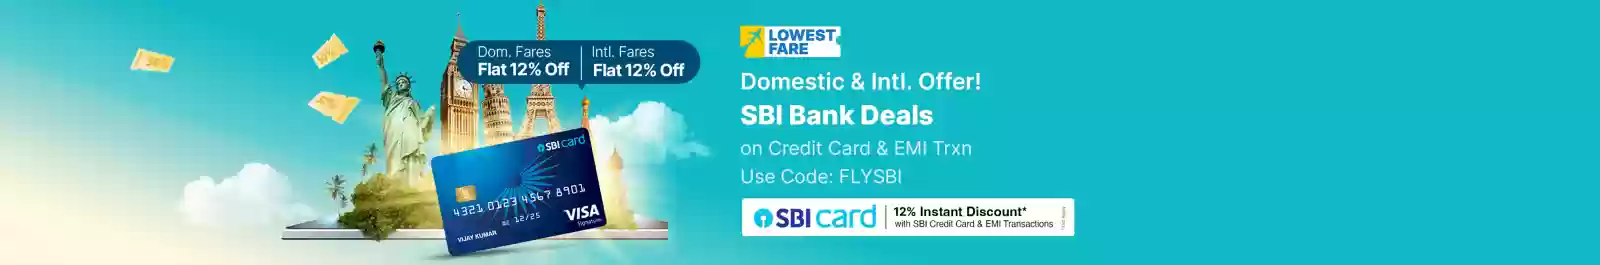 Dom. Fares
Flat 12% Off
Intl. Fares
Flat 12% Off
SBI card
4321 0123 4567 8901
12/25
VIJAY KUMAR
VISA
Signature
LOWEST
FARE
Domestic & Intl. Offer!
SBI Bank Deals
on Credit Card & EMI Trxn
Use Code: FLYSBI
SBI card
12% Instant Discount*
with SBI Credit Card & EMI Transactions